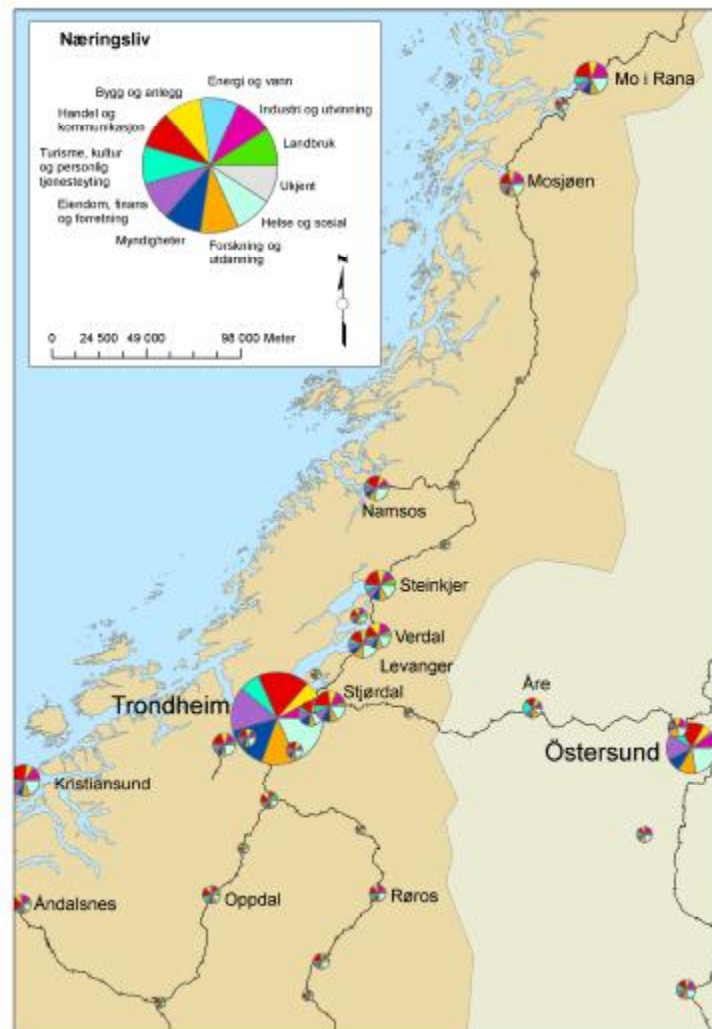 Næringsliv
Energi og vann
Bygg og anlegg
Industri og utvinning
Handel og
kommunikasjon
Landbruk
Turisme, kultur
og personlig
tjenesteyting
Ukjent
Eiendom, finans
og forretning
Helse og sosial
Myndigheter
Forskning og
utdanning
0 24 500 49 000 98 000 Meter
Mo i Rana
Mosjøen
Namsos
Steinkjer
Verdal
Levanger
Stjørdal
Åre
Trondheim
Östersund
Kristiansund
Åndalsnes
Oppdal
Røros